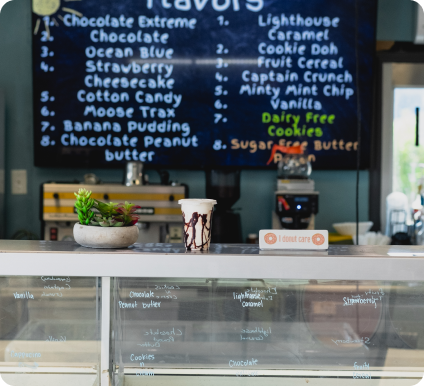 Flavors
1. Chocolate Extreme
2. Chocolate
3. Ocean Blue
4. Strawberry
Cheesecake
5. Cotton Candy
6. Moose Trax
7. Banana Pudding
8. Chocolate Peanut
butter
1. Lighthouse
Caramel
2. Cookie Doh
3. Fruit Cereal
4. Captain Crunch
5. Minty Mint Chip
6. Vanilla
7. Dairy Free
Cookies
8. Sugar Free Butter
I donut care
Vanilla
Chocolate
Peanut butter
lighthouse
caramel
Strawberry
Cookies
Chocolate